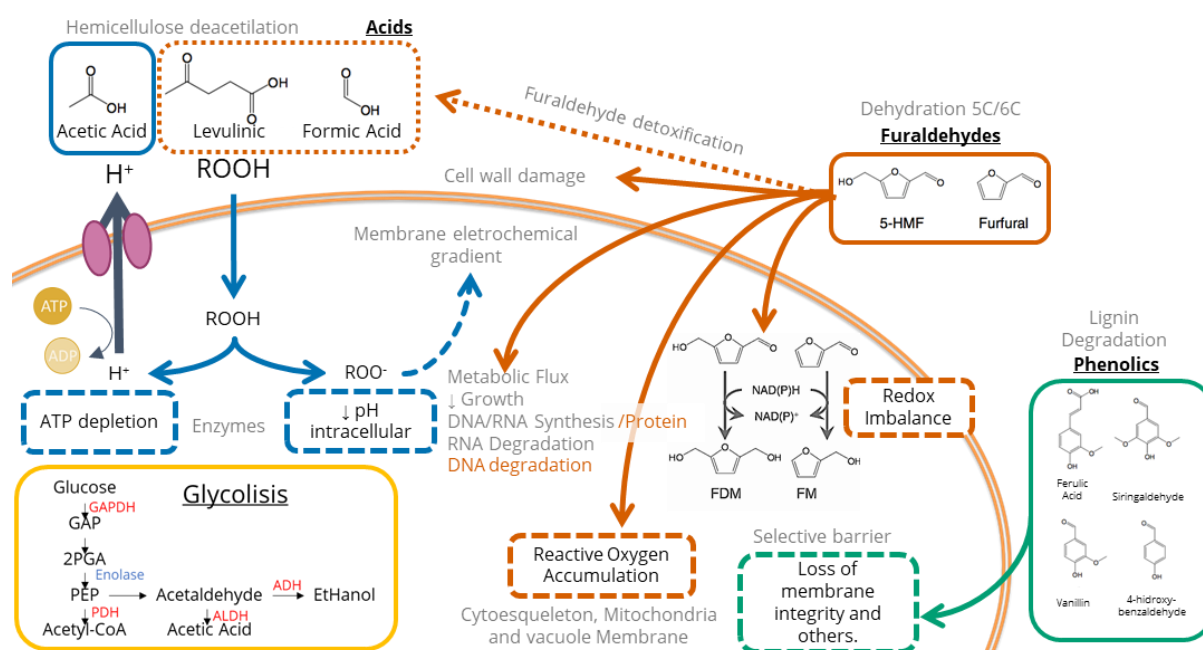 Hemicellulose deacetilation
Acids
O
OH
Acetic Acid
O
OH
O
Levulinic
O
OH
Formic Acid
H⁺
ROOH
Furaldehyde detoxification
Dehydration 5C/6C
Furaldehydes
HO
O
O
5-HMF
O
O
Furfural
Cell wall damage
Membrane eletrochemical
gradient
ATP
ADP
H⁺
ROOH
ROO⁻
ATP depletion
Enzymes
↓ pH
intracellular
Metabolic Flux
↓ Growth
DNA/RNA Synthesis /Protein
RNA Degradation
DNA degradation
HO
O
O
O
O
NAD(P)H
NAD(P)⁺
HO
O
OH
FDM
O
OH
FM
Redox
Imbalance
Lignin
Degradation
Phenolics
O
OH
O
OH
Ferulic
Acid
O
O
O
OH
Siringaldehyde
O
O
OH
Vanillin
O
OH
4-hidroxy-
benzaldehyde
Glycolisis
Glucose
GAPDH
GAP
2PGA
Enolase
PEP
Acetaldehyde
ADH
EtHanol
PDH
ALDH
Acetyl-CoA
Acetic Acid
Reactive Oxygen
Accumulation
Cytoesqueleton, Mitochondria
and vacuole Membrane
Selective barrier
Loss of
membrane
integrity and
others.